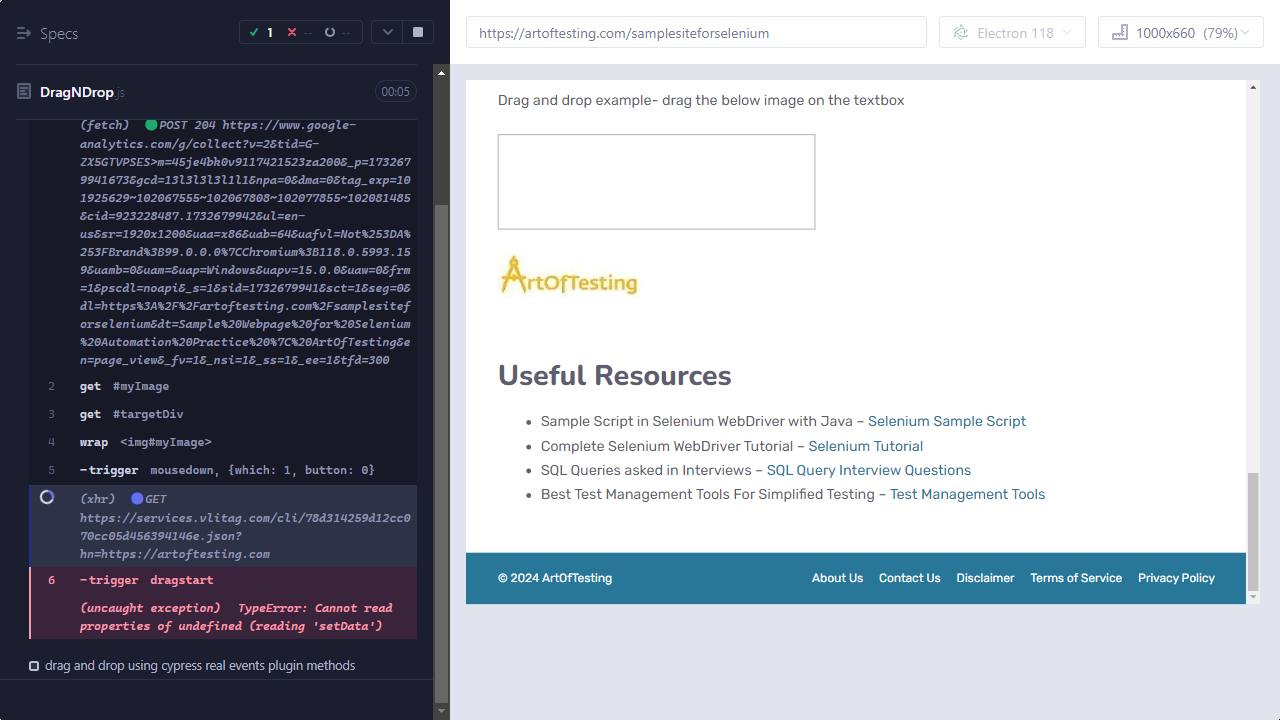 Specs
1
--
--
https://artoftesting.com/samplesiteforselenium
Electron 118
1000x660 (79%)
DragNDrop.js
00:05
(fetch) POST 204 https://www.google-
analytics.com/g/collect?v=2&tid=G-
ZX5GTVPSES>m=45je4bk0v9117421523za200&_p=173267
9941673&gcd=13l3l3l3l1l1&npa=0&dma=0&tag_exp=101
925629~102067555~102067808~102077855~102081485
&cid=923228487.1732679942&ul=en-
us&sr=1920x1200&uaa=x86&uab=64&uafvl=Not%253DA%
253FBrand%3B99.0.0.0%7CChromium%3B118.0.5993.15
9&uamb=0&uam=&uap=Windows&uapv=15.0.0&uaw=0&frm
=1&pscdl=noapi&_s=1&sid=1732679941&sct=1&seg=0&
dl=https%3A%2F%2Fartoftesting.com%2Fsamplesitef
orselenium&dt=Sample%20Webpage%20for%20Selenium
%20Automation%20Practice%20%7C%20ArtOfTesting&e
n=page_view&_fv=1&_nsi=1&_ss=1&_ee=1&tfd=300
2 get #myImage
3 get #targetDiv
4 wrap <img#myImage>
5 -trigger mousedown, {which: 1, button: 0}
(xhr) GET
https://services.vlitag.com/cli/78d314259d12cc0
70cc05d456394146e.json?
hn=https://artoftesting.com
6 -trigger dragstart
(uncaught exception) TypeError: Cannot read
properties of undefined (reading 'setData')
drag and drop using cypress real events plugin methods
Drag and drop example- drag the below image on the textbox
ArtOfTesting
Useful Resources
• Sample Script in Selenium WebDriver with Java – Selenium Sample Script
• Complete Selenium WebDriver Tutorial – Selenium Tutorial
• SQL Queries asked in Interviews – SQL Query Interview Questions
• Best Test Management Tools For Simplified Testing – Test Management Tools
© 2024 ArtOfTesting
About Us Contact Us Disclaimer Terms of Service Privacy Policy